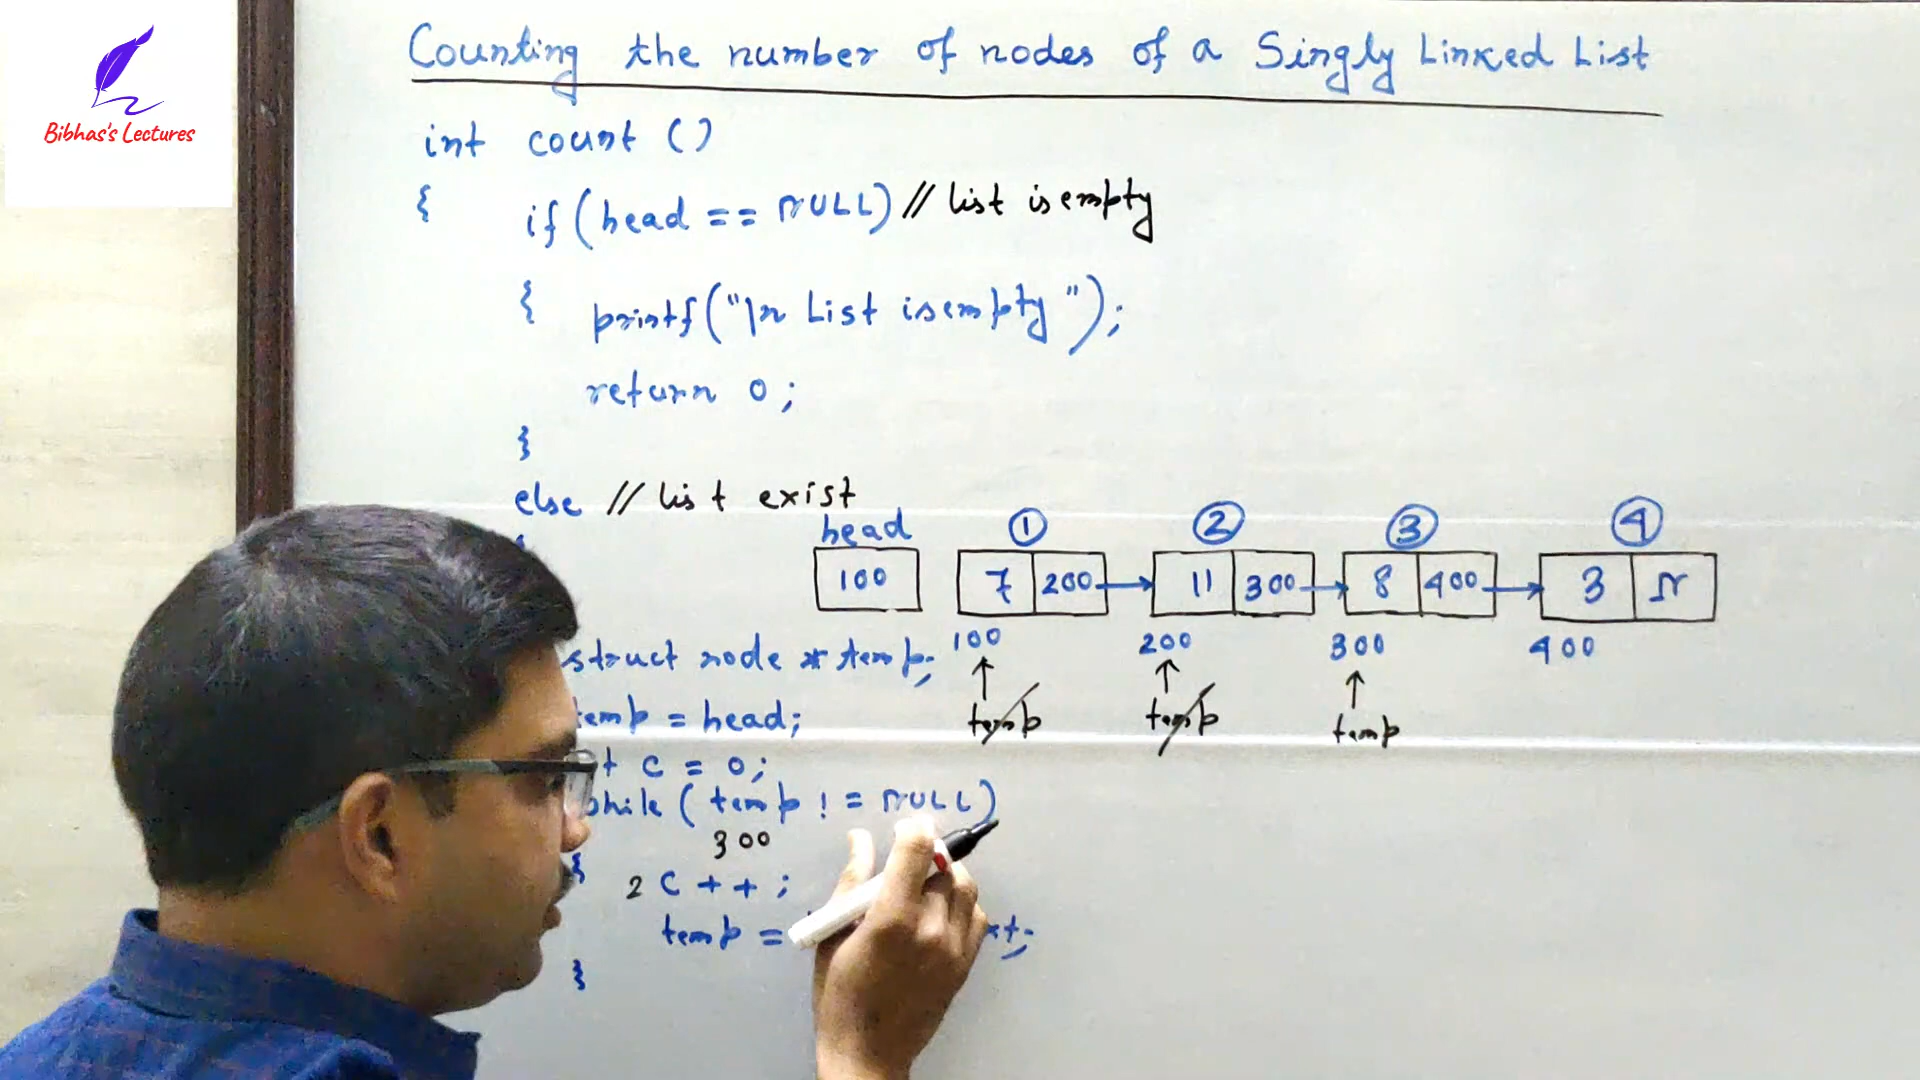 Bibhas's Lectures
Counting the number of nodes of a Singly Linked List
int count ()
{ if (head == NULL) // list is empty
{ printf("\n List is empty");
return 0;
}
else // list exist
head
100
① ② ③ ④
7 200 11 300 8 400 3 N
100 200 300 400
temp temp temp
struct node * temp;
temp = head;
c = 0;
while (temp != NULL)
300
{
2 c++;
temp =
}